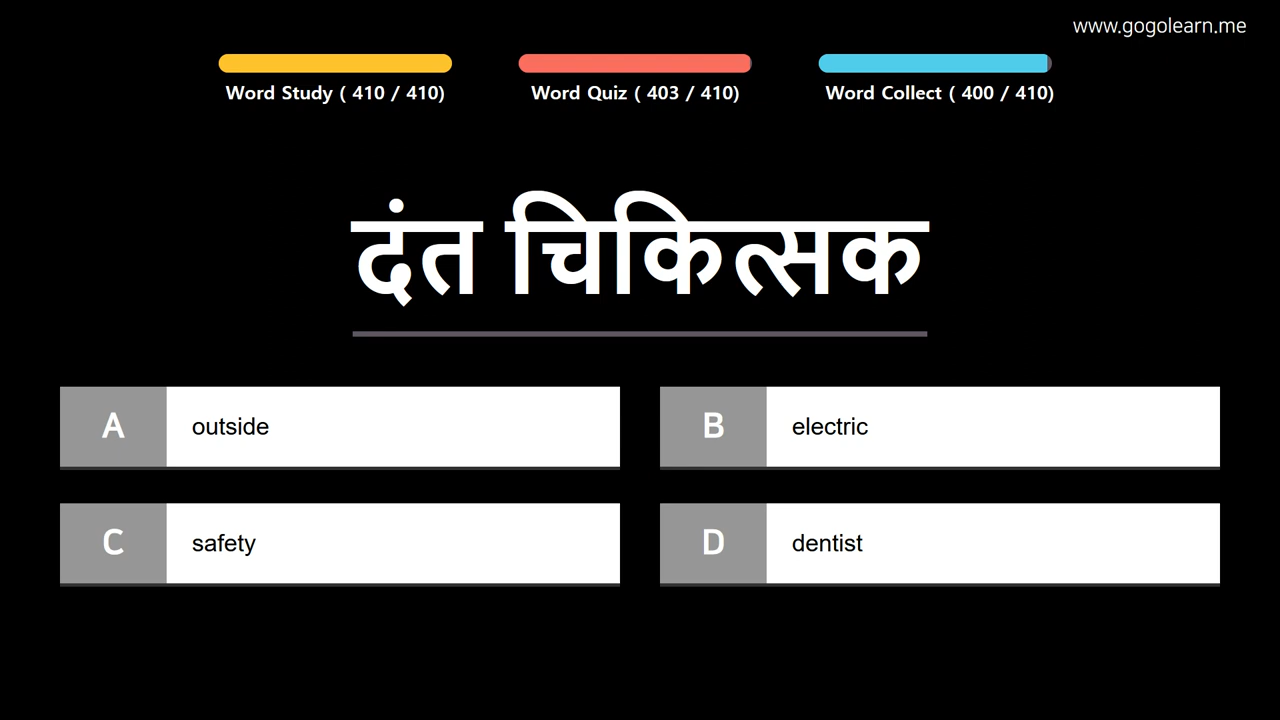 www.gogolearn.me
Word Study ( 410 / 410)
Word Quiz ( 403 / 410)
Word Collect ( 400 / 410)
दंत चिकित्सक
A outside
B electric
C safety
D dentist